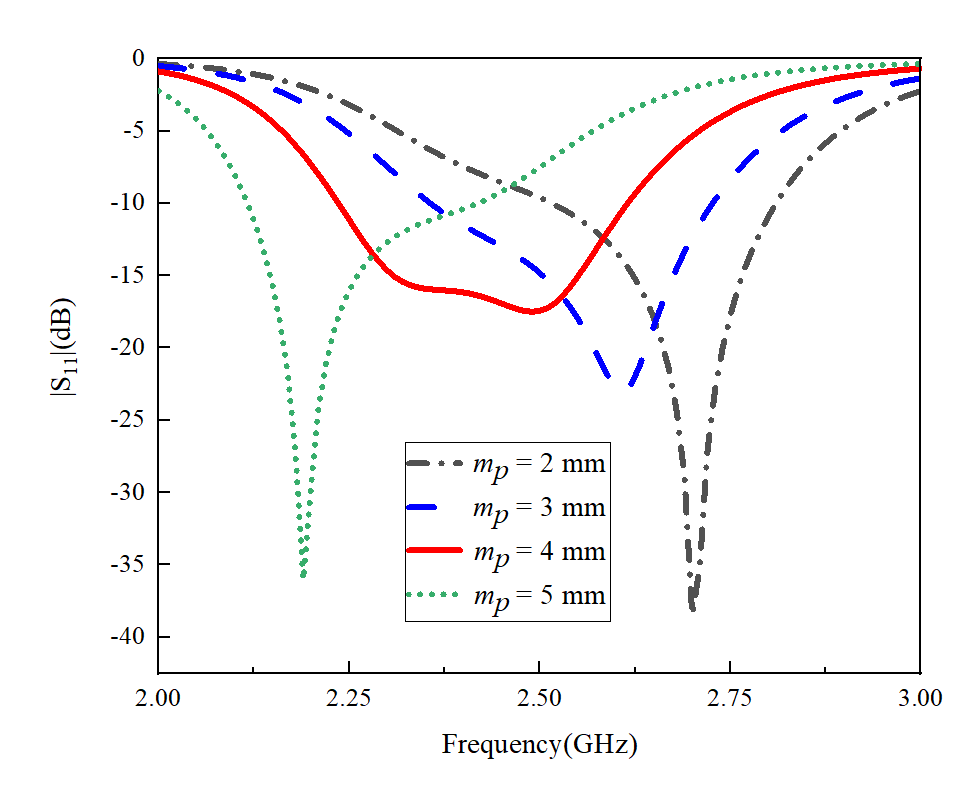 0
-5
-10
-15
-20
-25
-30
-35
-40
|S11|(dB)
mp = 2 mm
mp = 3 mm
mp = 4 mm
mp = 5 mm
2.00 2.25 2.50 2.75 3.00
Frequency(GHz)